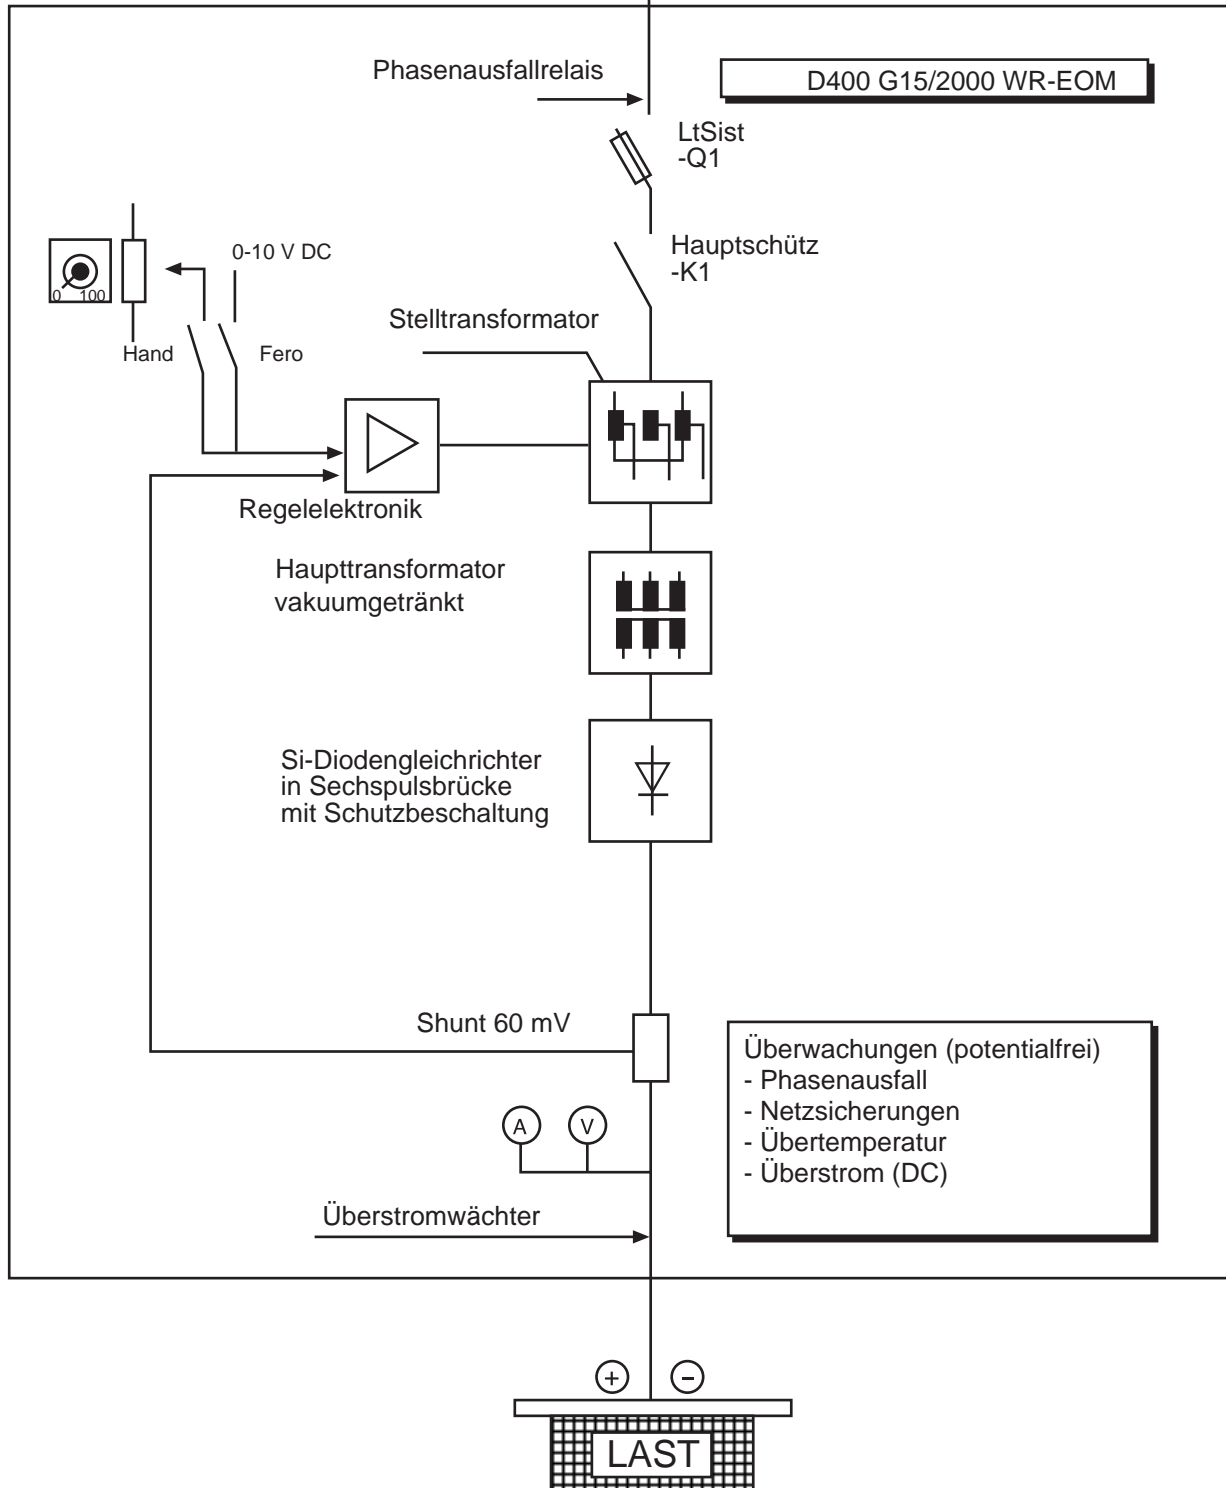 Phasenausfallrelais
D400 G15/2000 WR-EOM
LtSist
-Q1
Hauptschütz
-K1
0-10 V DC
0 100
Hand
Fero
Stelltransformator
Regelelektronik
Haupttransformator
vakuumgetränkt
Si-Diodengleichrichter
in Sechspulsbrücke
mit Schutzbeschaltung
Shunt 60 mV
Überwachungen (potentialfrei)
- Phasenausfall
- Netzsicherungen
- Übertemperatur
- Überstrom (DC)
A
V
Überstromwächter
+
−
LAST